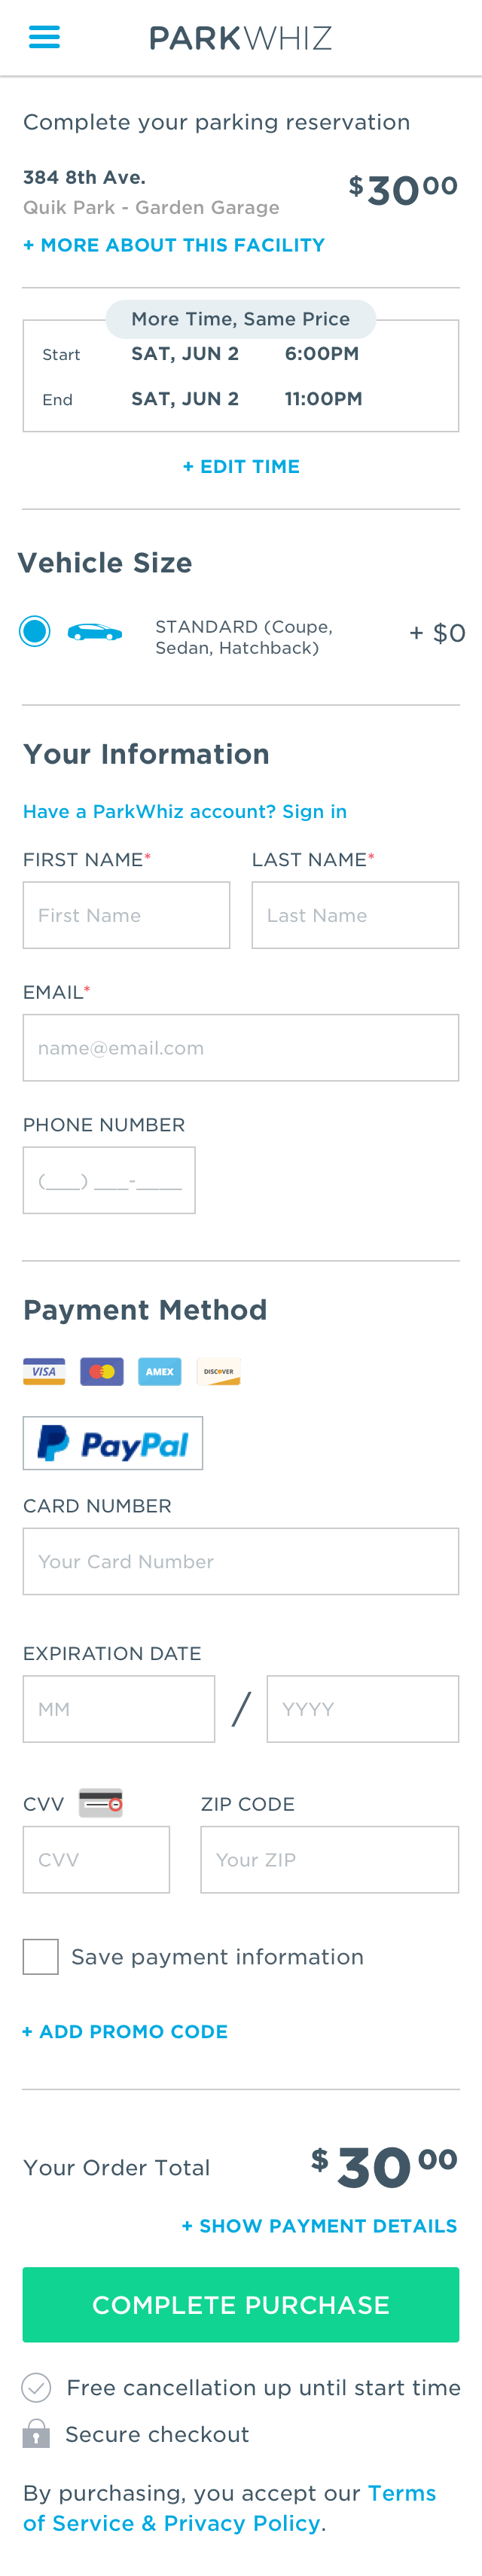 PARKWHIZ
Complete your parking reservation
384 8th Ave.
$30 00
Quik Park - Garden Garage
+ MORE ABOUT THIS FACILITY
More Time, Same Price
Start SAT, JUN 2 6:00PM
End SAT, JUN 2 11:00PM
+ EDIT TIME
Vehicle Size
STANDARD (Coupe,
Sedan, Hatchback)
+ $0
Your Information
Have a ParkWhiz account? Sign in
FIRST NAME* LAST NAME*
First Name Last Name
EMAIL*
name@email.com
PHONE NUMBER
(___) ___-____
Payment Method
VISA AMEX DISCOVER
PayPal
CARD NUMBER
Your Card Number
EXPIRATION DATE
MM / YYYY
CVV ZIP CODE
CVV Your ZIP
Save payment information
+ ADD PROMO CODE
Your Order Total $ 30 00
+ SHOW PAYMENT DETAILS
COMPLETE PURCHASE
Free cancellation up until start time
Secure checkout
By purchasing, you accept our Terms
of Service & Privacy Policy.